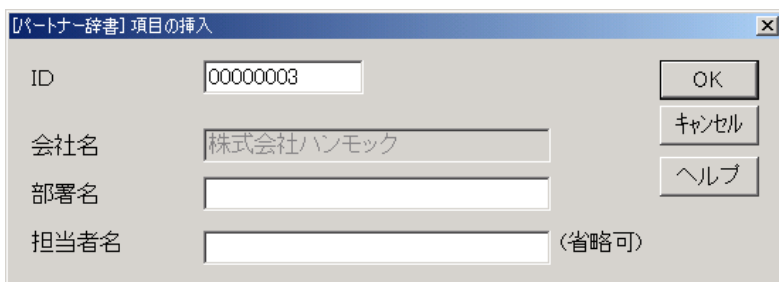 [パートナー辞書] 項目の挿入
ID 00000003 OK
キャンセル
会社名 株式会社ハンモック
ヘルプ
部署名
担当者名 (省略可)